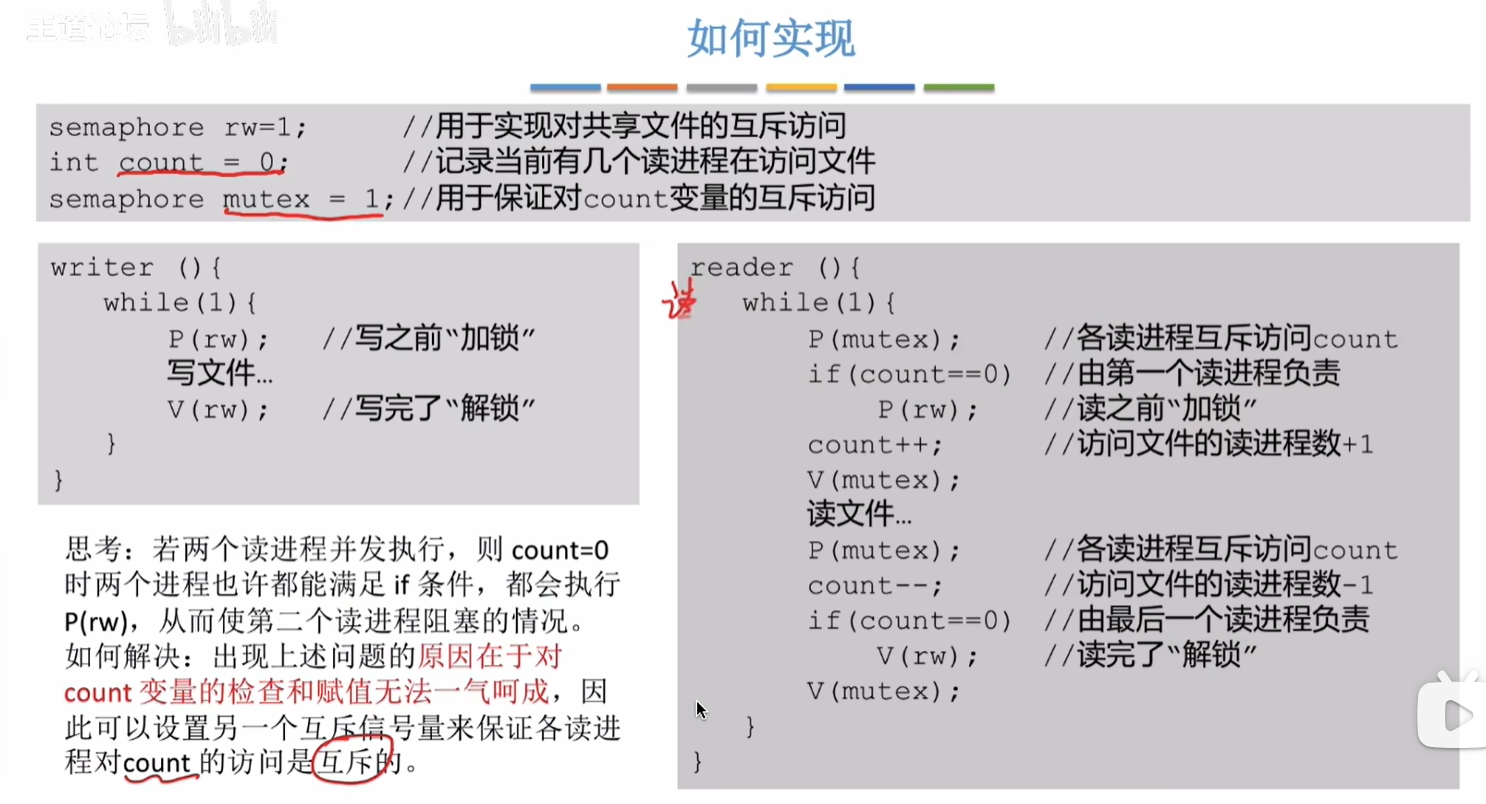 王道论坛 bilibili
如何实现
semaphore rw=1; //用于实现对共享文件的互斥访问
int count = 0; //记录当前有几个读进程在访问文件
semaphore mutex = 1;//用于保证对count变量的互斥访问
writer (){
while(1){
P(rw); //写之前“加锁”
写文件…
V(rw); //写完了“解锁”
}
}
思考：若两个读进程并发执行，则 count=0
时两个进程也许都能满足 if 条件，都会执行
P(rw)，从而使第二个读进程阻塞的情况。
如何解决：出现上述问题的原因在于对
count 变量的检查和赋值无法一气呵成，因
此可以设置另一个互斥信号量来保证各读进
程对count 的访问是互斥的。
reader (){
读
while(1){
P(mutex); //各读进程互斥访问count
if(count==0) //由第一个读进程负责
P(rw); //读之前“加锁”
count++; //访问文件的读进程数+1
V(mutex);
读文件…
P(mutex); //各读进程互斥访问count
count--; //访问文件的读进程数-1
if(count==0) //由最后一个读进程负责
V(rw); //读完了“解锁”
V(mutex);
}
}